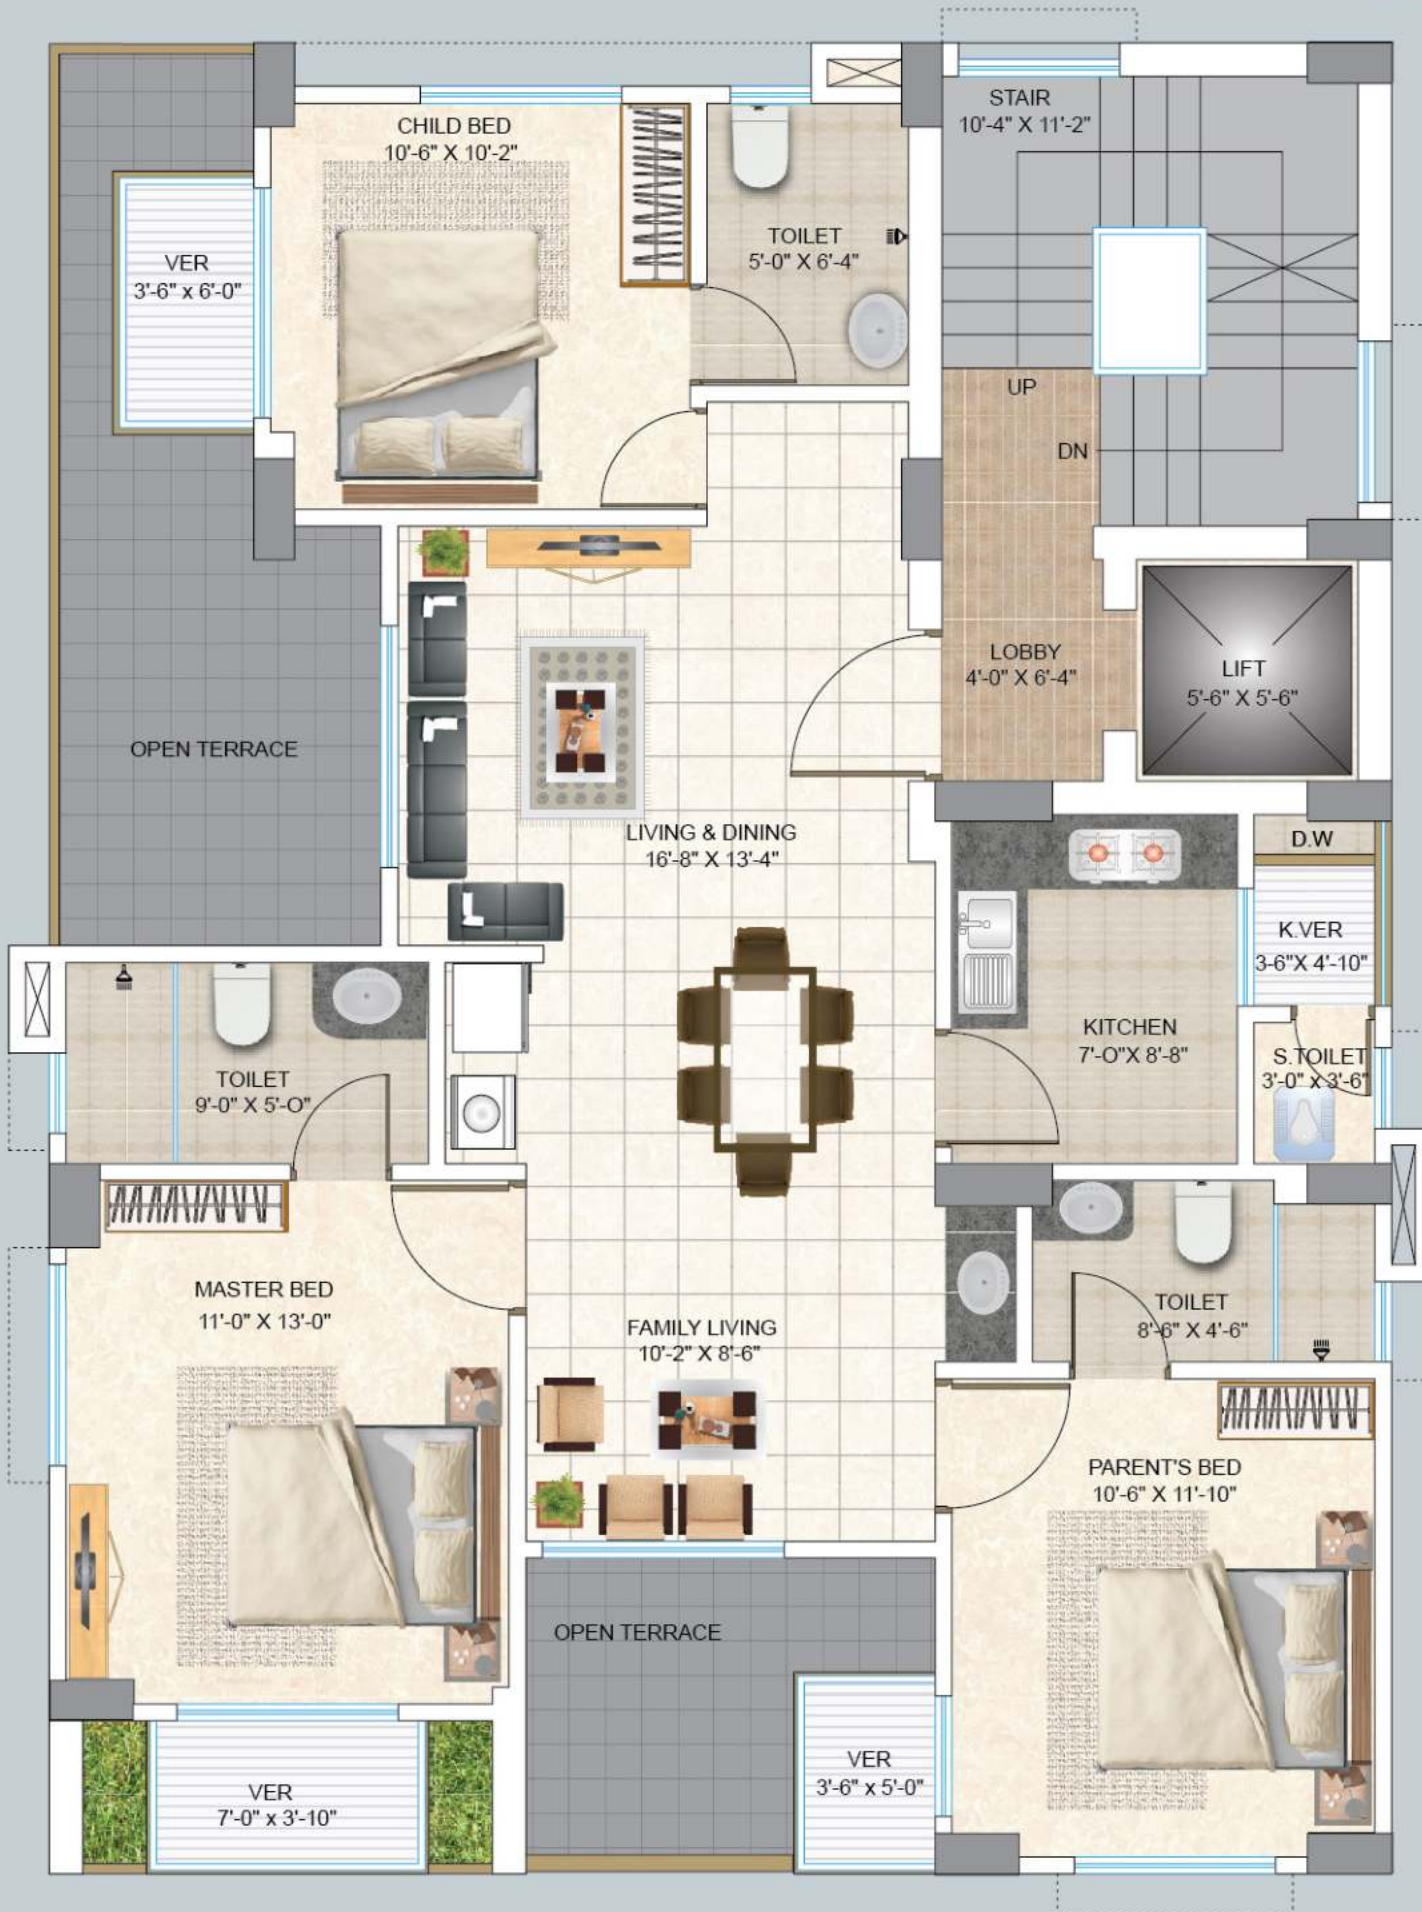 STAIR
10'-4" X 11'-2"
CHILD BED
10'-6" X 10'-2"
TOILET
5'-0" X 6'-4"
VER
3'-6" x 6'-0"
UP
DN
LOBBY
4'-0" X 6'-4"
LIFT
5'-6" X 5'-6"
OPEN TERRACE
LIVING & DINING
16'-8" X 13'-4"
D.W
K.VER
3-6"X 4'-10"
KITCHEN
7'-O"X 8'-8"
S.TOILET
3'-0" x 3'-6"
TOILET
9'-0" X 5'-O"
MASTER BED
11'-0" X 13'-0"
TOILET
8'-6" X 4'-6"
FAMILY LIVING
10'-2" X 8'-6"
PARENT'S BED
10'-6" X 11'-10"
OPEN TERRACE
VER
3'-6" x 5'-0"
VER
7'-0" x 3'-10"